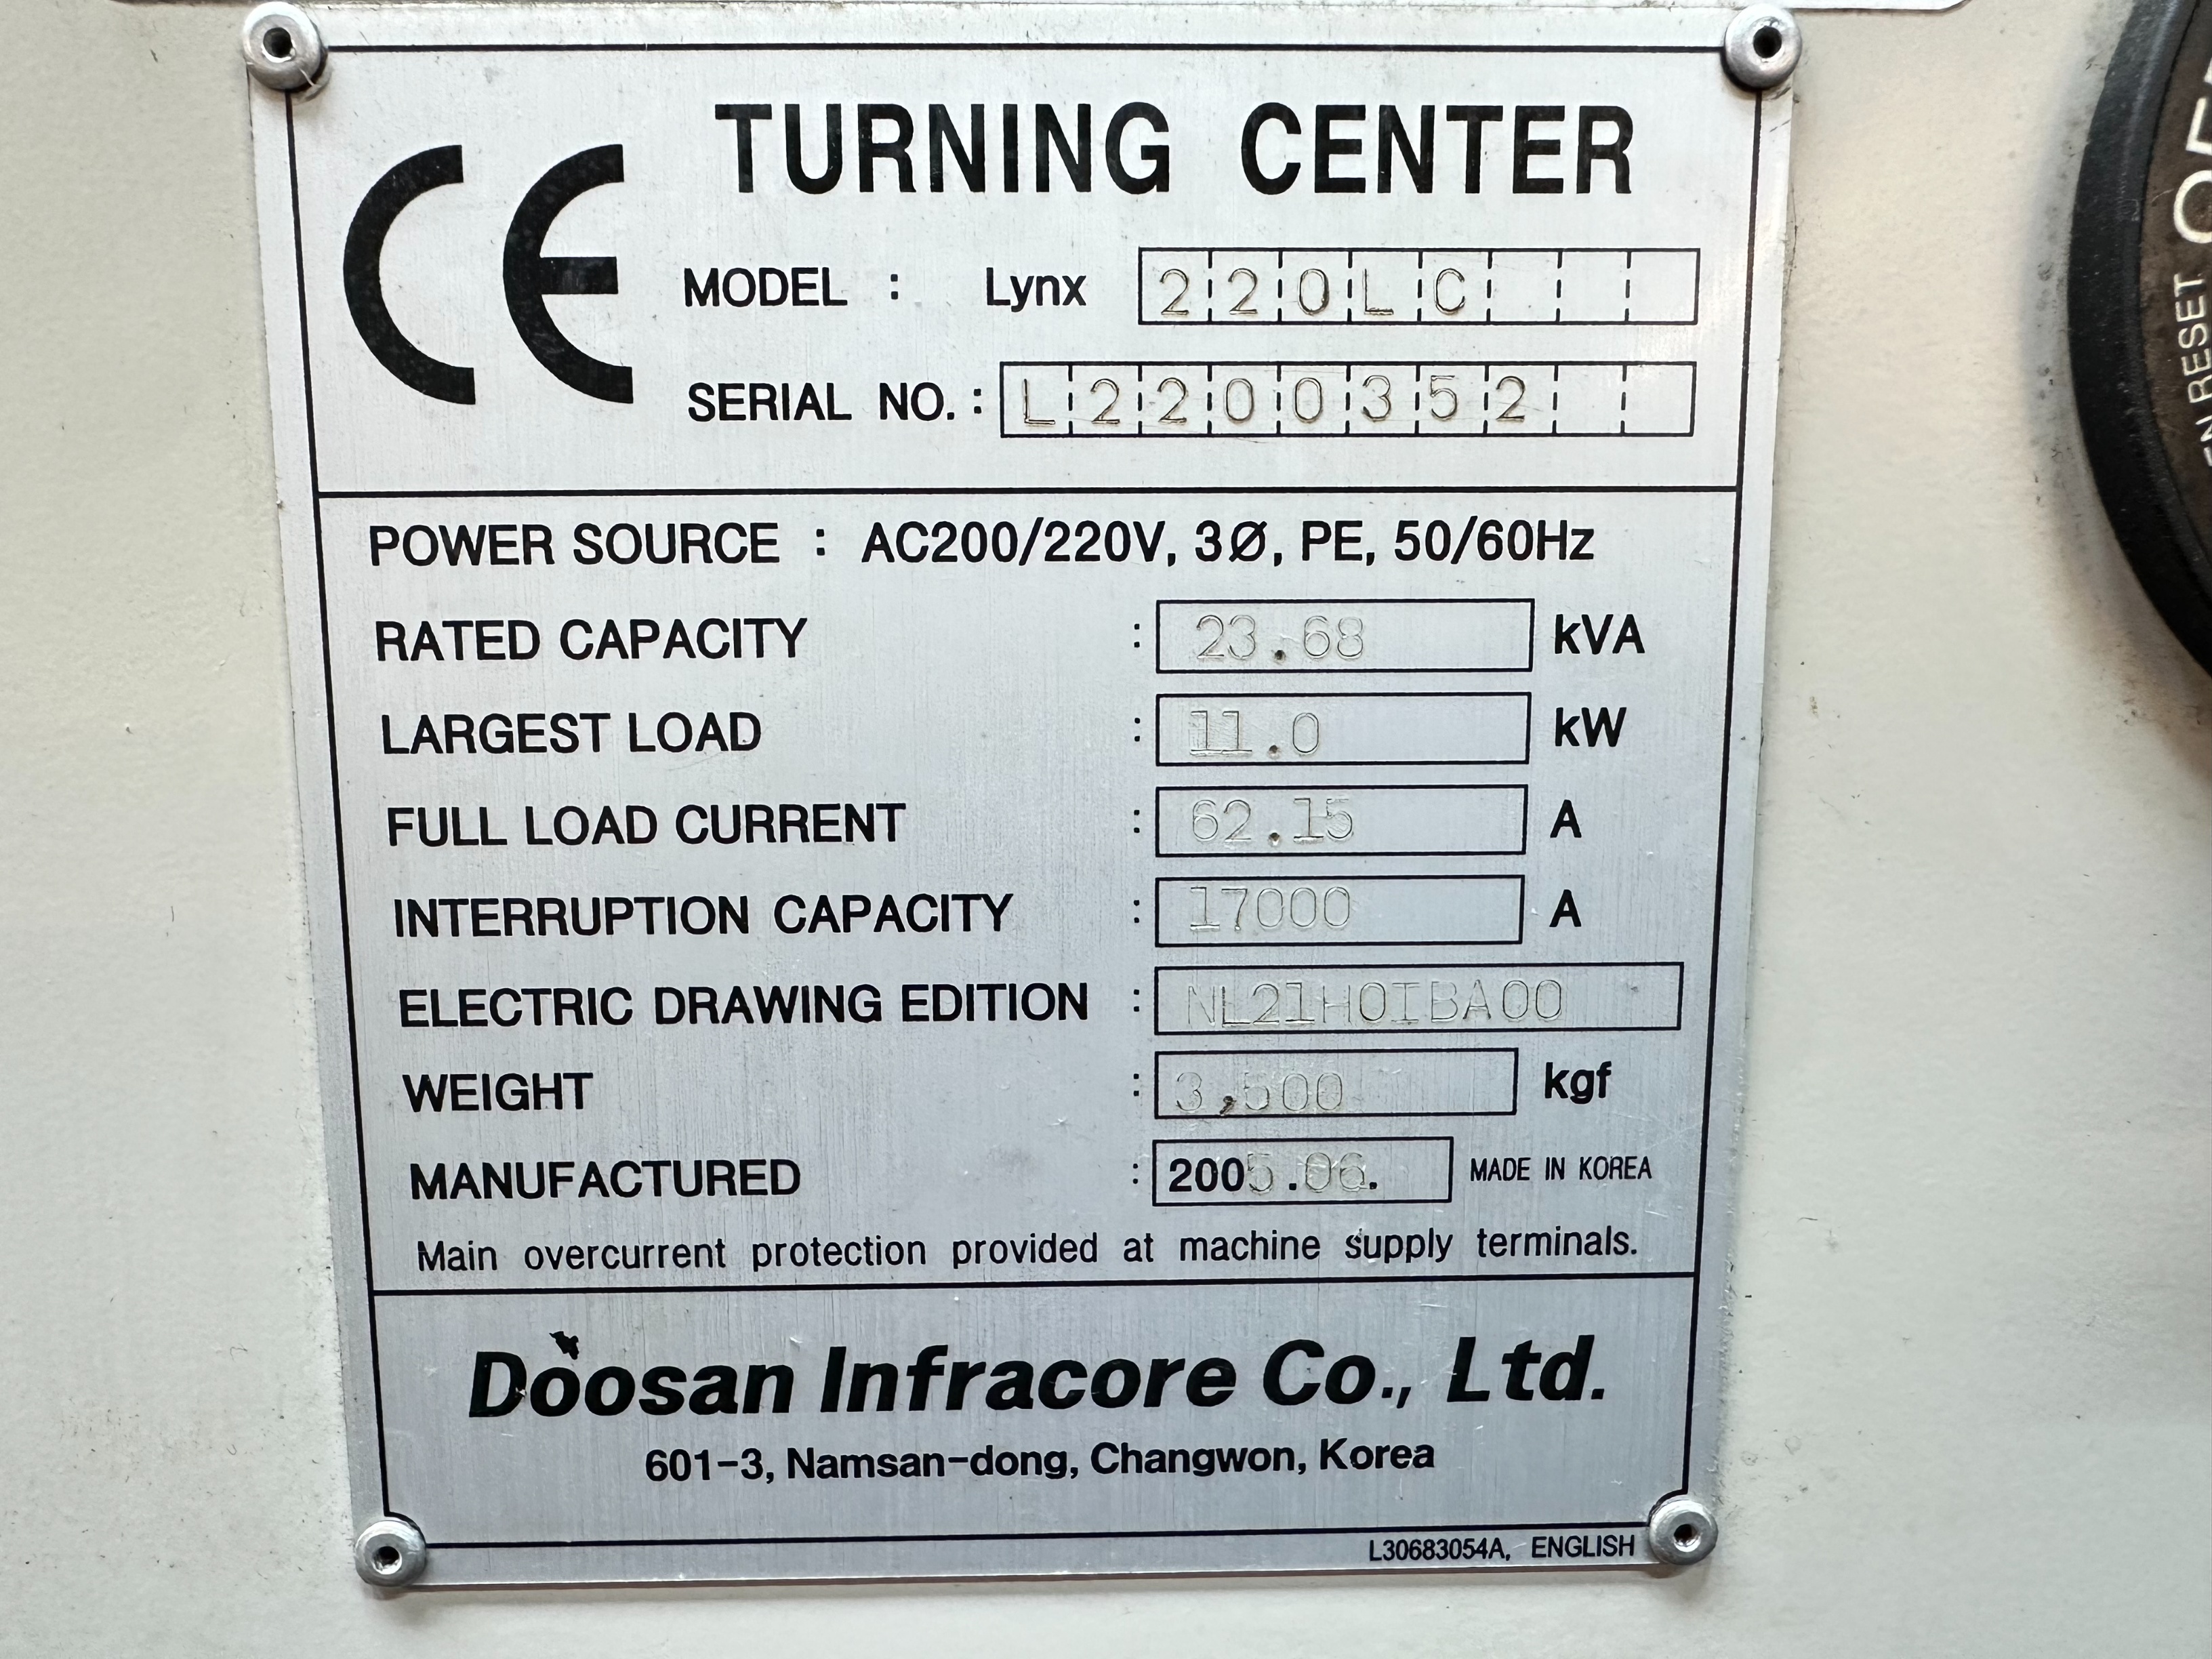 CE
TURNING CENTER
MODEL : Lynx 220LC
SERIAL NO. : L2200352
POWER SOURCE : AC200/220V, 3Ø, PE, 50/60Hz
RATED CAPACITY : 23.68 kVA
LARGEST LOAD : 11.0 kW
FULL LOAD CURRENT : 62.15 A
INTERRUPTION CAPACITY : 17000 A
ELECTRIC DRAWING EDITION : NL21H0IBA00
WEIGHT : 3,500 kgf
MANUFACTURED : 2005.06. MADE IN KOREA
Main overcurrent protection provided at machine supply terminals.
Doosan Infracore Co., Ltd.
601-3, Namsan-dong, Changwon, Korea
L30683054A, ENGLISH
RESET